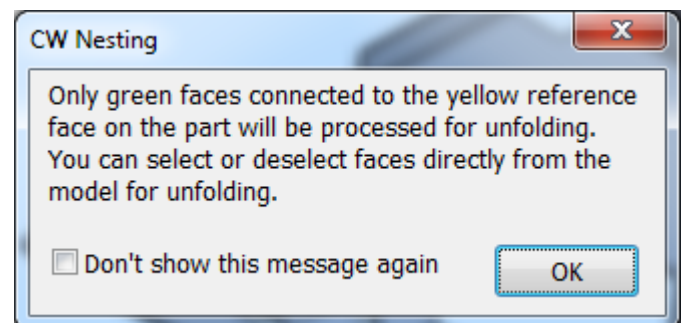 CW Nesting
Only green faces connected to the yellow reference
face on the part will be processed for unfolding.
You can select or deselect faces directly from the
model for unfolding.
Don't show this message again
OK